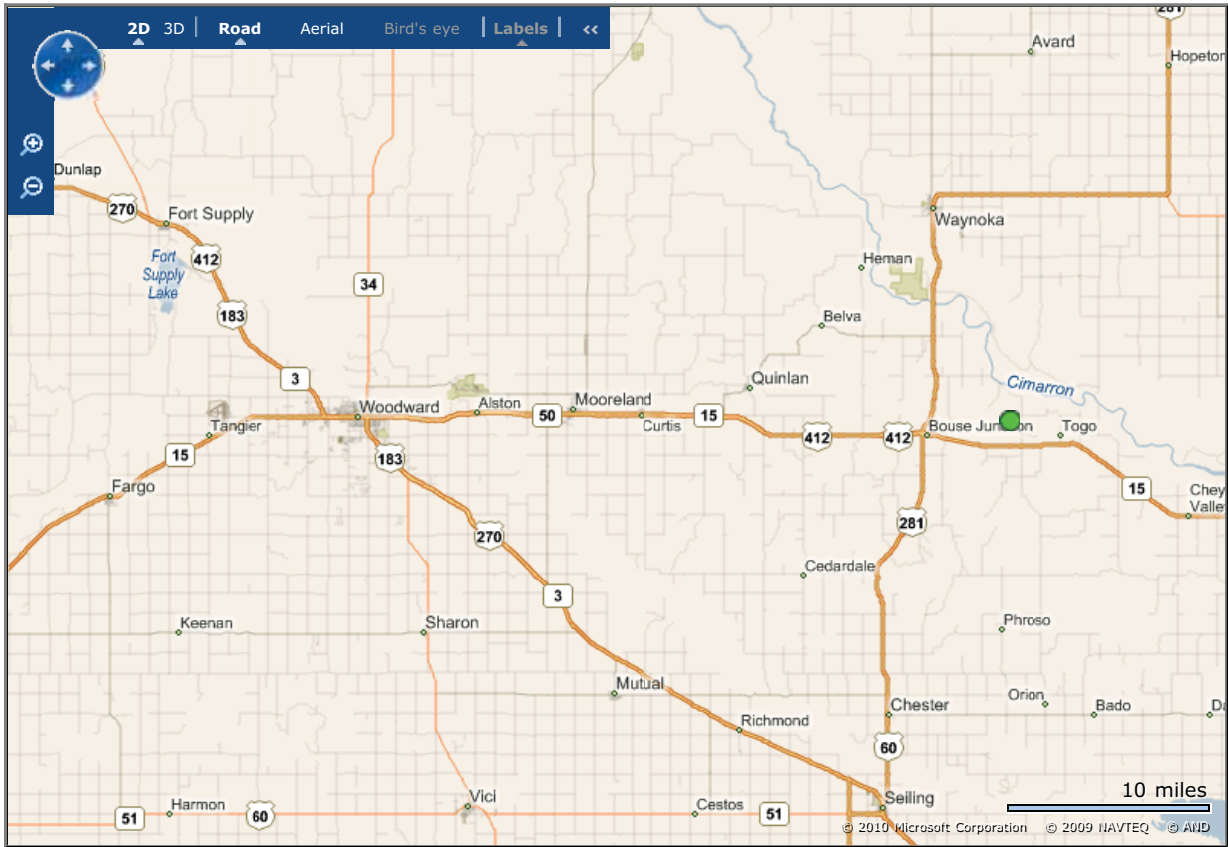 2D 3D Road Aerial Bird's eye Labels <<
281
Avard
Hopeton
Dunlap
270
Fort Supply
Waynoka
412
Fort
Supply
Lake
Heman
34
183
Belva
3
Quinlan
Cimarron
Woodward
Alston
50
Mooreland
15
Curtis
Tangier
412
412
Bouse Jun on
Togo
15
183
Fargo
15
Chey
Valle
281
270
Cedardale
3
Keenan
Sharon
Phroso
Mutual
Orion
Bado
Da
Chester
Richmond
60
10 miles
Vici
Seiling
Harmon
Cestos
51
60
51
© 2010 Microsoft Corporation © 2009 NAVTEQ © AND